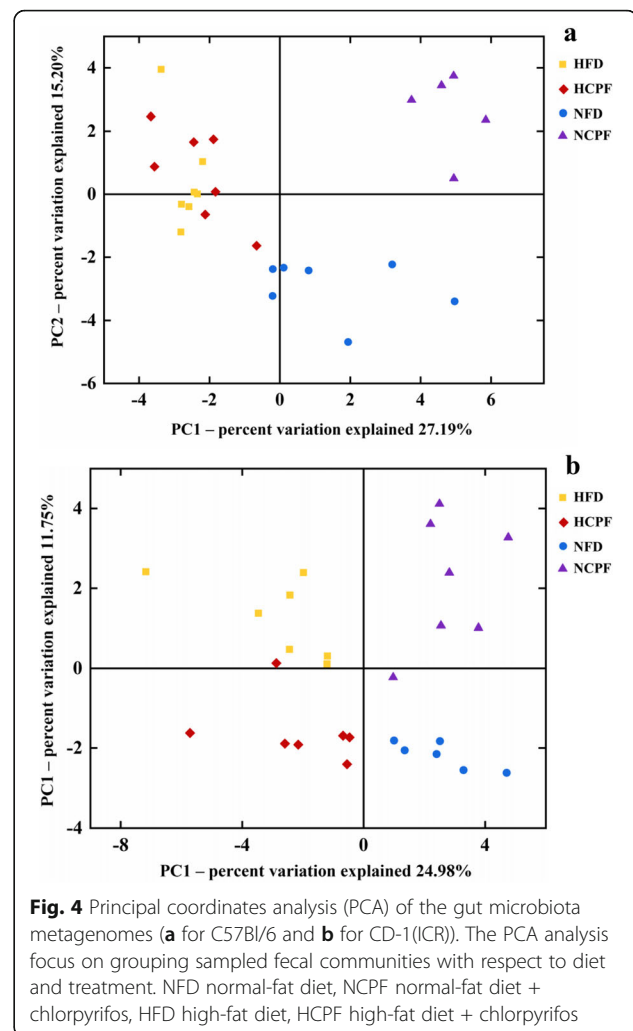 a
HFD
HCPF
NFD
NCPF
4
2
0
-2
-4
-6
PC2 – percent variation explained 15.20%
-4
-2
0
2
4
6
PC1 – percent variation explained 27.19%
b
HFD
HCPF
NFD
NCPF
4
2
0
-2
-4
PC1 – percent variation explained 11.75%
-8
-4
0
4
PC1 – percent variation explained 24.98%
Fig. 4 Principal coordinates analysis (PCA) of the gut microbiota
metagenomes (a for C57Bl/6 and b for CD-1(ICR)). The PCA analysis
focus on grouping sampled fecal communities with respect to diet
and treatment. NFD normal-fat diet, NCPF normal-fat diet +
chlorpyrifos, HFD high-fat diet, HCPF high-fat diet + chlorpyrifos